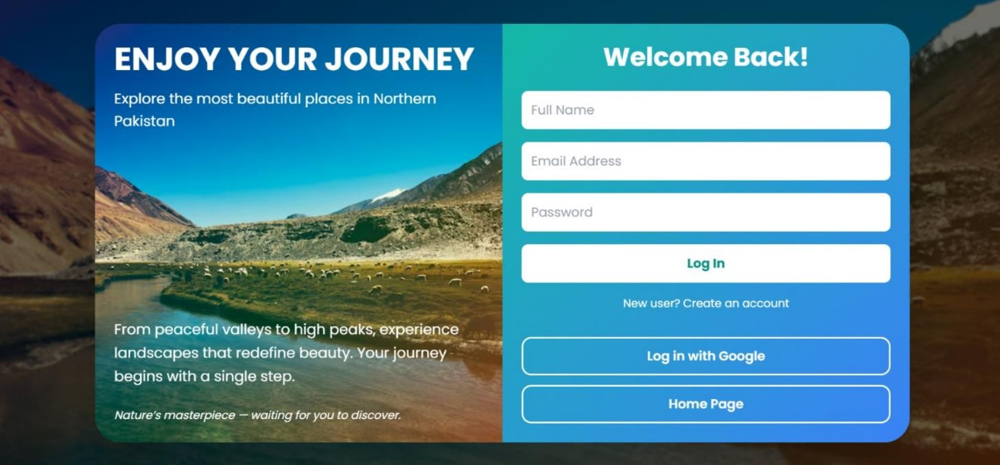 ENJOY YOUR JOURNEY
Explore the most beautiful places in Northern
Pakistan
From peaceful valleys to high peaks, experience
landscapes that redefine beauty. Your journey
begins with a single step.
Nature's masterpiece — waiting for you to discover.
Welcome Back!
Full Name
Email Address
Password
Log In
New user? Create an account
Log in with Google
Home Page